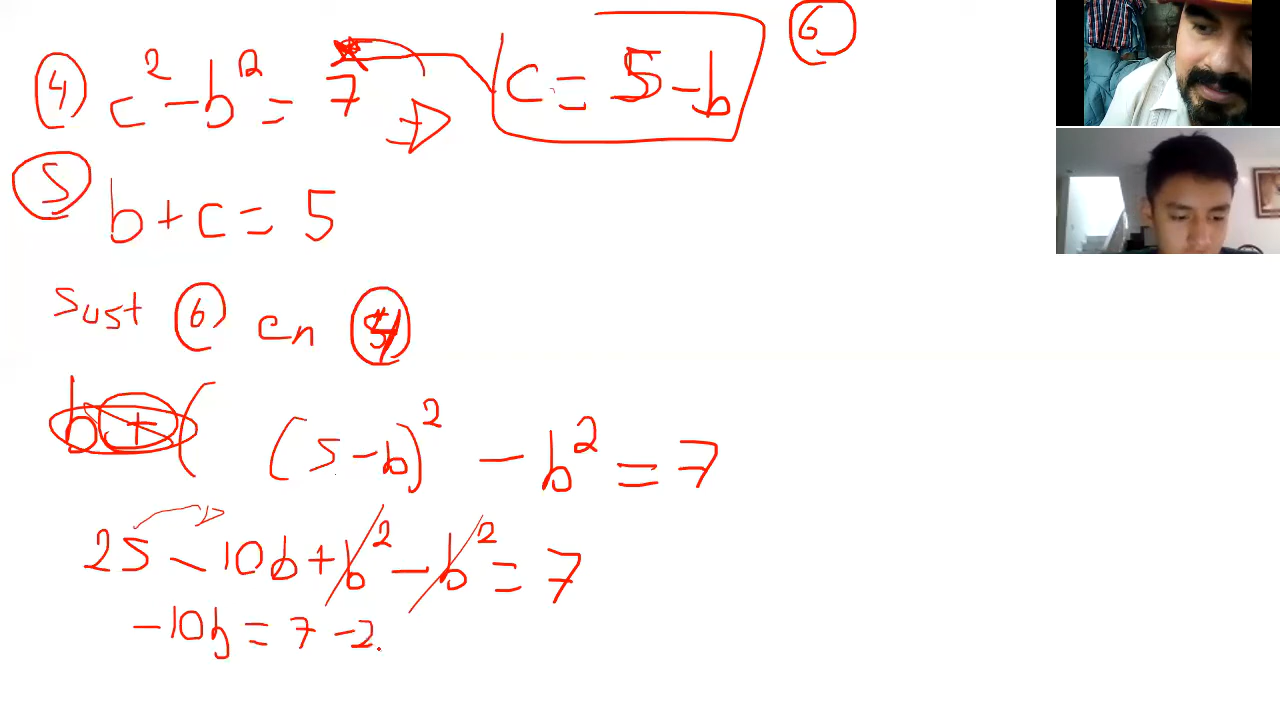 ④ c² - b² = 7 ⇒ c = 5 - b ⑥
⑤ b + c = 5
Sust ⑥ en ④
b + (
(5 - b)² - b² = 7
25 - 10b + b² - b² = 7
-10b = 7 - 2